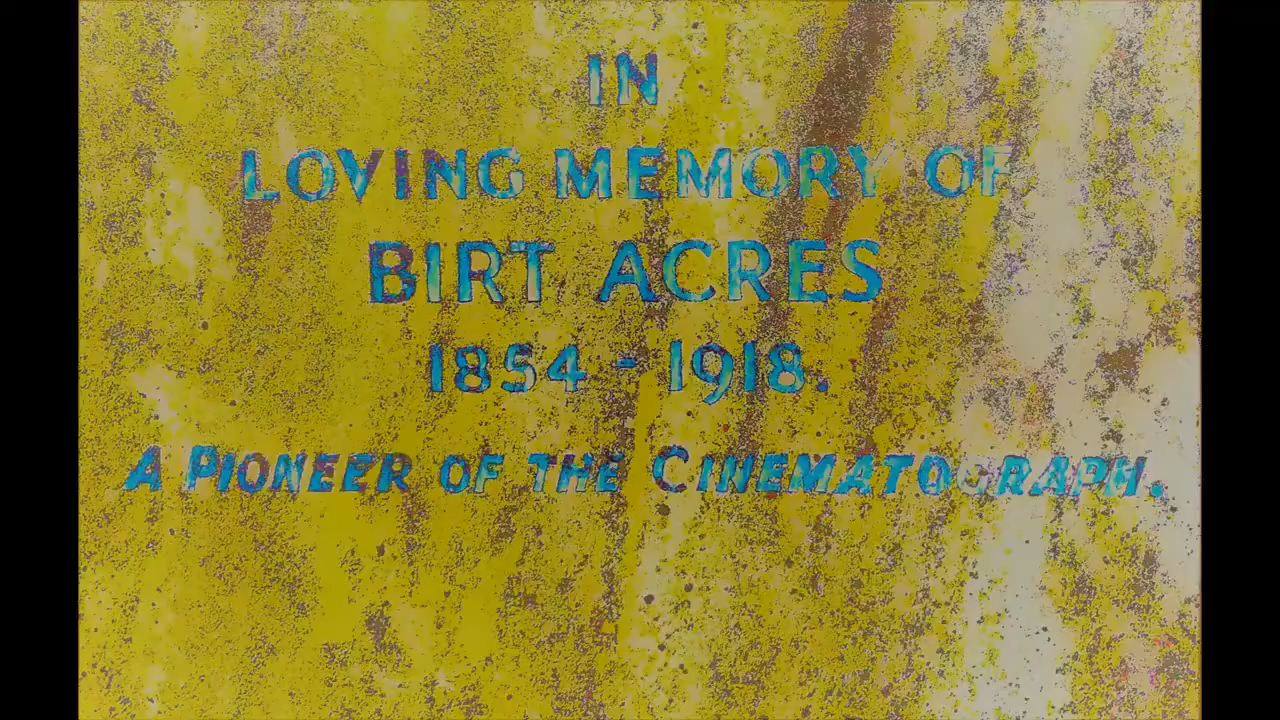 IN
LOVING MEMORY OF
BIRT ACRES
1854 - 1918.
A PIONEER OF THE CINEMATOGRAPH.